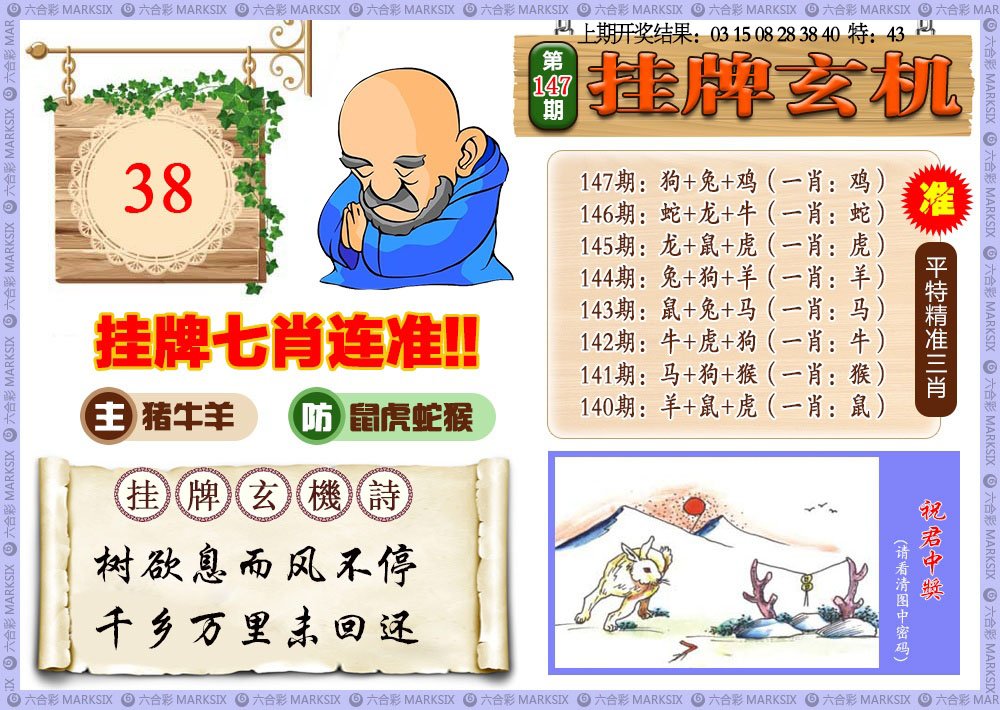 上期开奖结果：03 15 08 28 38 40 特：43
第147期
挂牌玄机
38
挂牌七肖连准!!
主 猪牛羊
防 鼠虎蛇猴
挂牌玄機詩
树欲息而风不停
千乡万里未回还
147期：狗+兔+鸡（一肖：鸡）
146期：蛇+龙+牛（一肖：蛇）
145期：龙+鼠+虎（一肖：虎）
144期：兔+狗+羊（一肖：羊）
143期：鼠+兔+马（一肖：马）
142期：牛+虎+狗（一肖：牛）
141期：马+狗+猴（一肖：猴）
140期：羊+鼠+虎（一肖：鼠）
准
平特精准三肖
祝君中獎
（请看清图中密码）
六合彩 MARKSIX